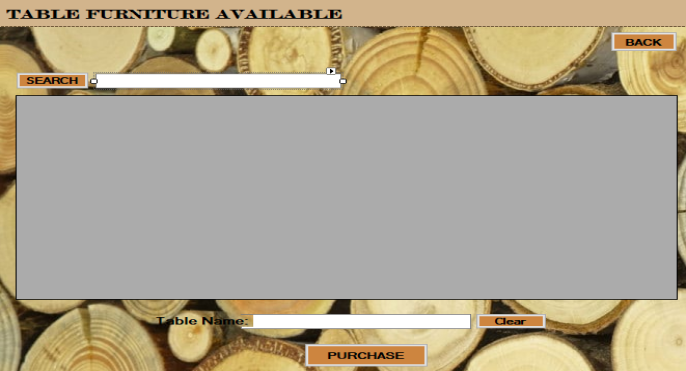 TABLE FURNITURE AVAILABLE
BACK
SEARCH
Table Name:
Clear
PURCHASE